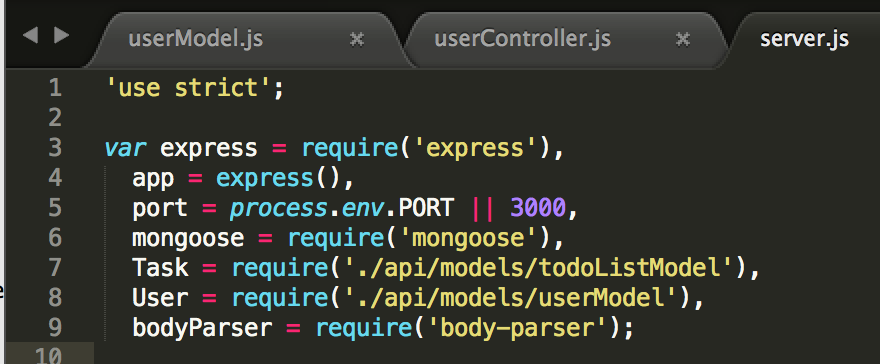 userModel.js × userController.js × server.js
1 'use strict';
2
3 var express = require('express'),
4 app = express(),
5 port = process.env.PORT || 3000,
6 mongoose = require('mongoose'),
7 Task = require('./api/models/todoListModel'),
8 User = require('./api/models/userModel'),
9 bodyParser = require('body-parser');
10